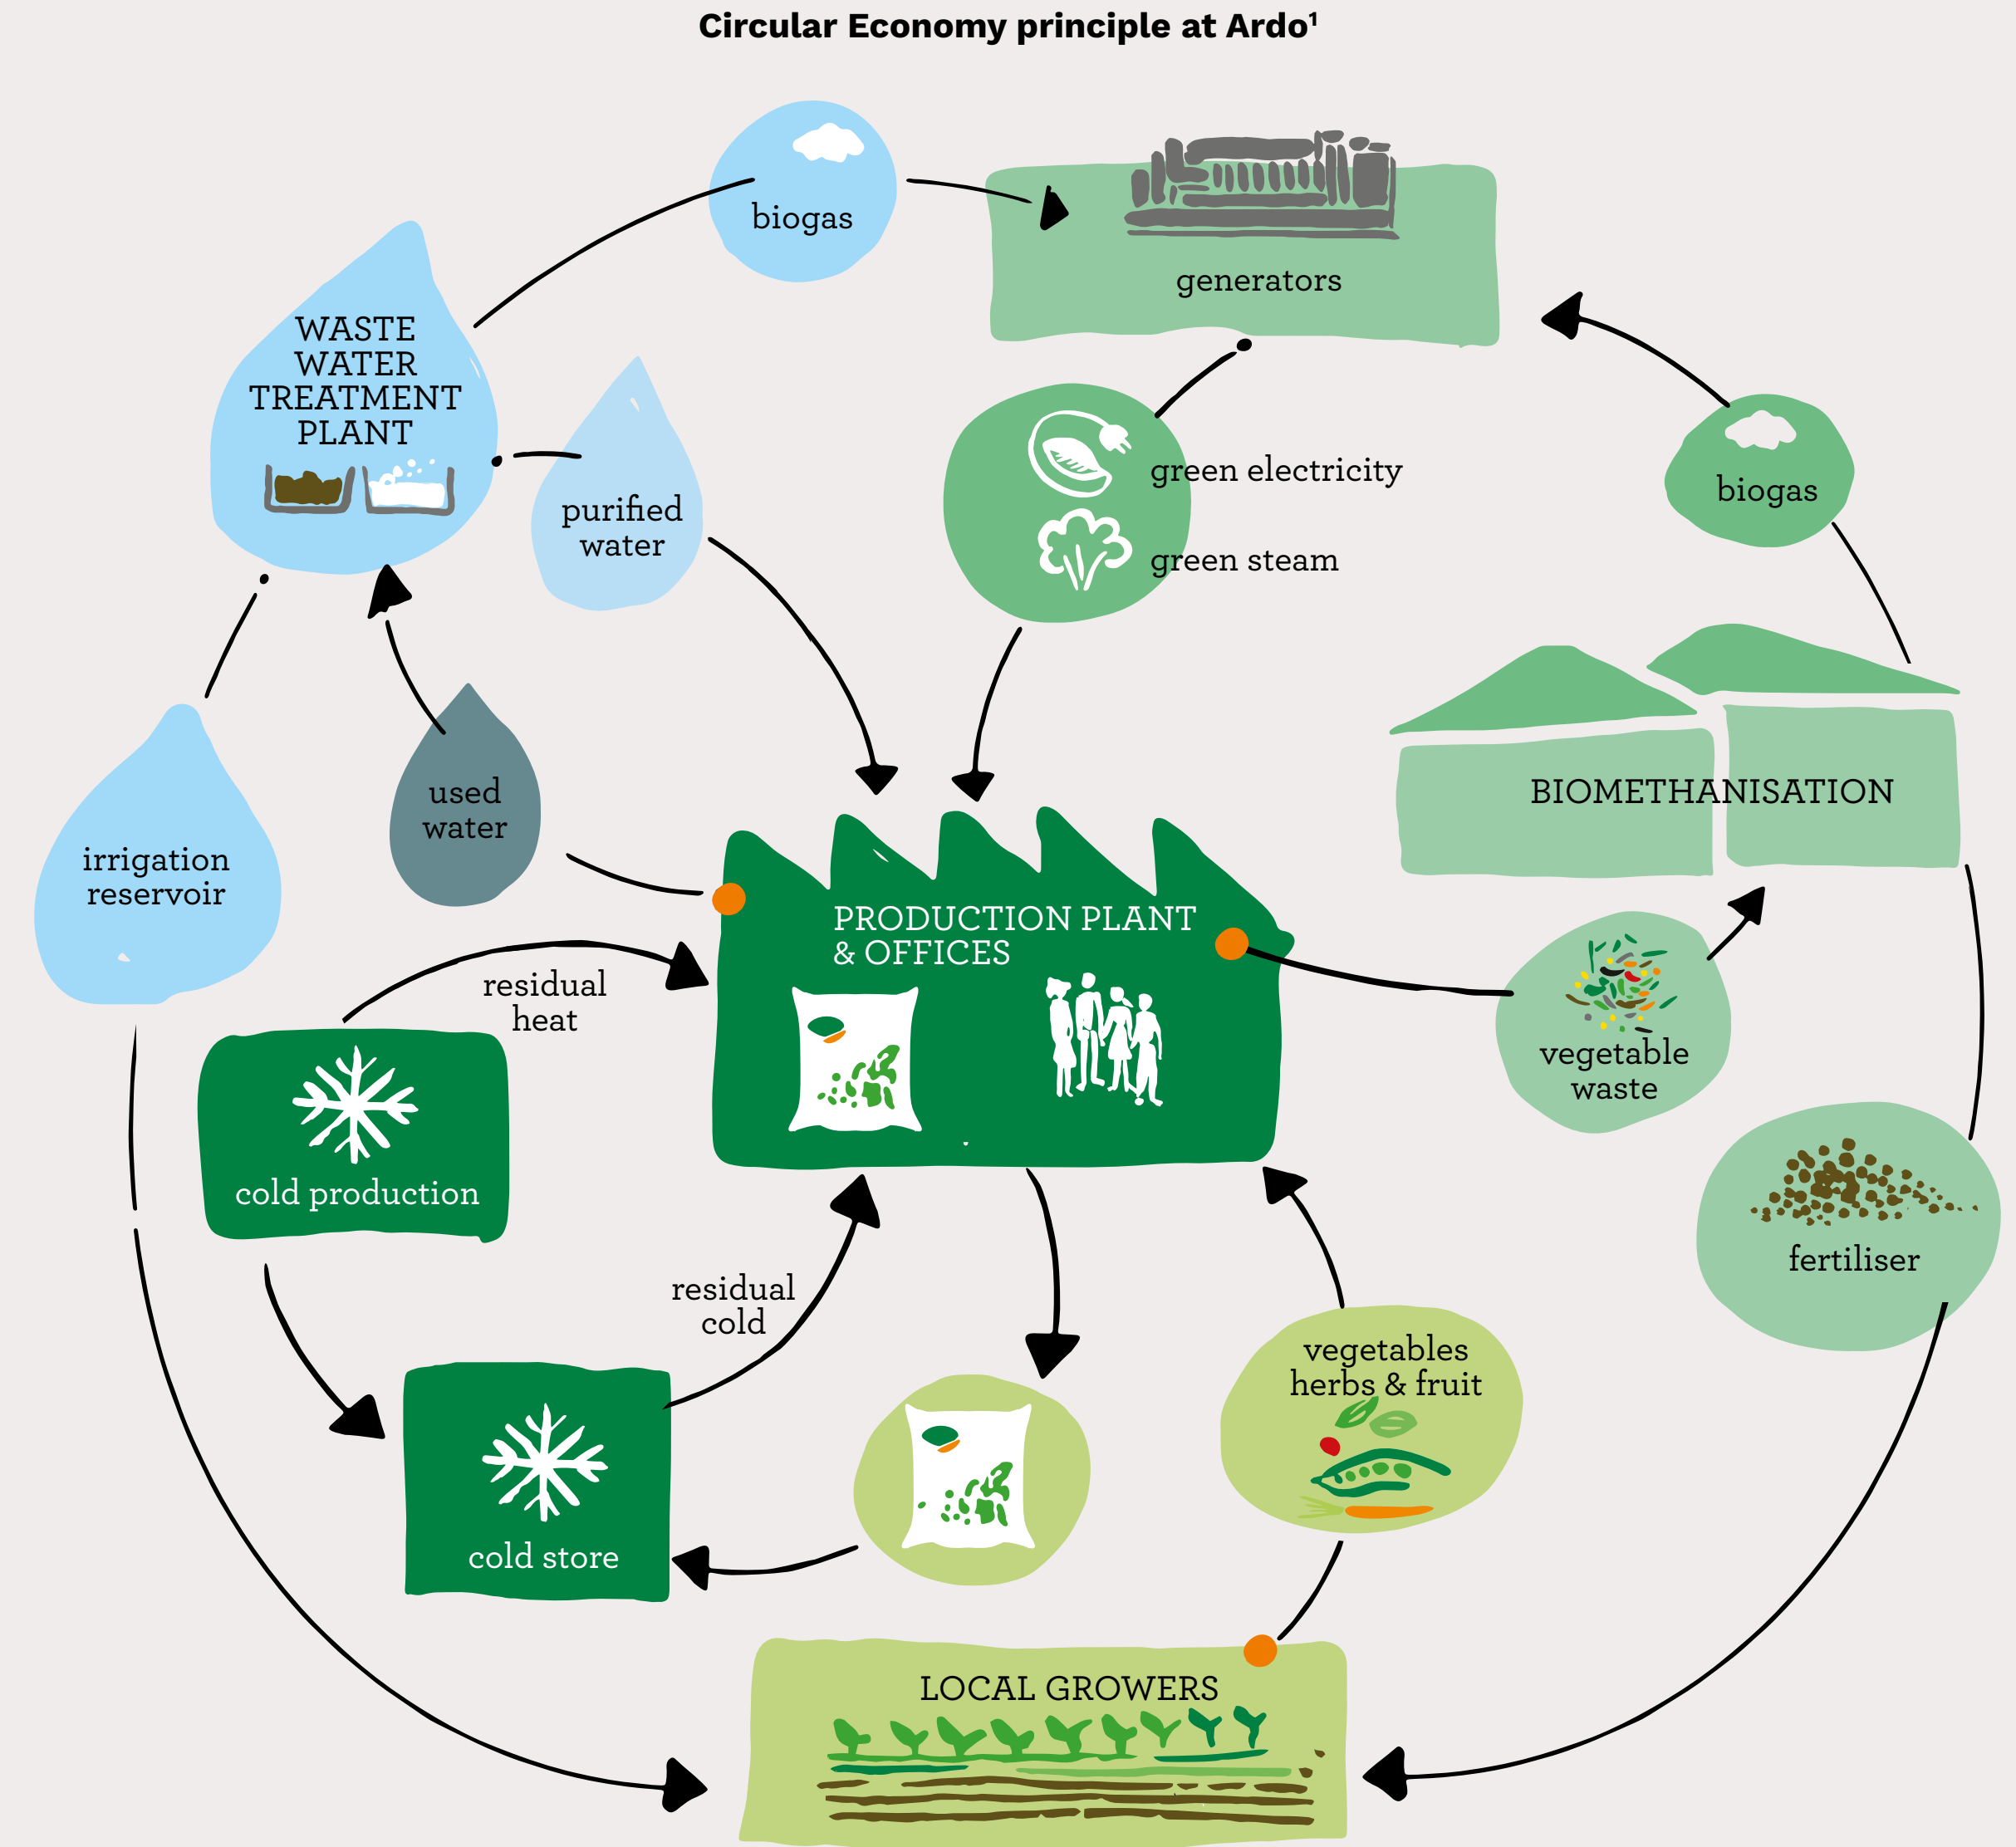 Circular Economy principle at Ardo¹
biogas
generators
WASTE
WATER
TREATMENT
PLANT
purified
water
green electricity
green steam
biogas
used
water
irrigation
reservoir
BIOMETHANISATION
PRODUCTION PLANT
& OFFICES
residual
heat
vegetable
waste
cold production
fertiliser
residual
cold
vegetables
herbs & fruit
cold store
LOCAL GROWERS